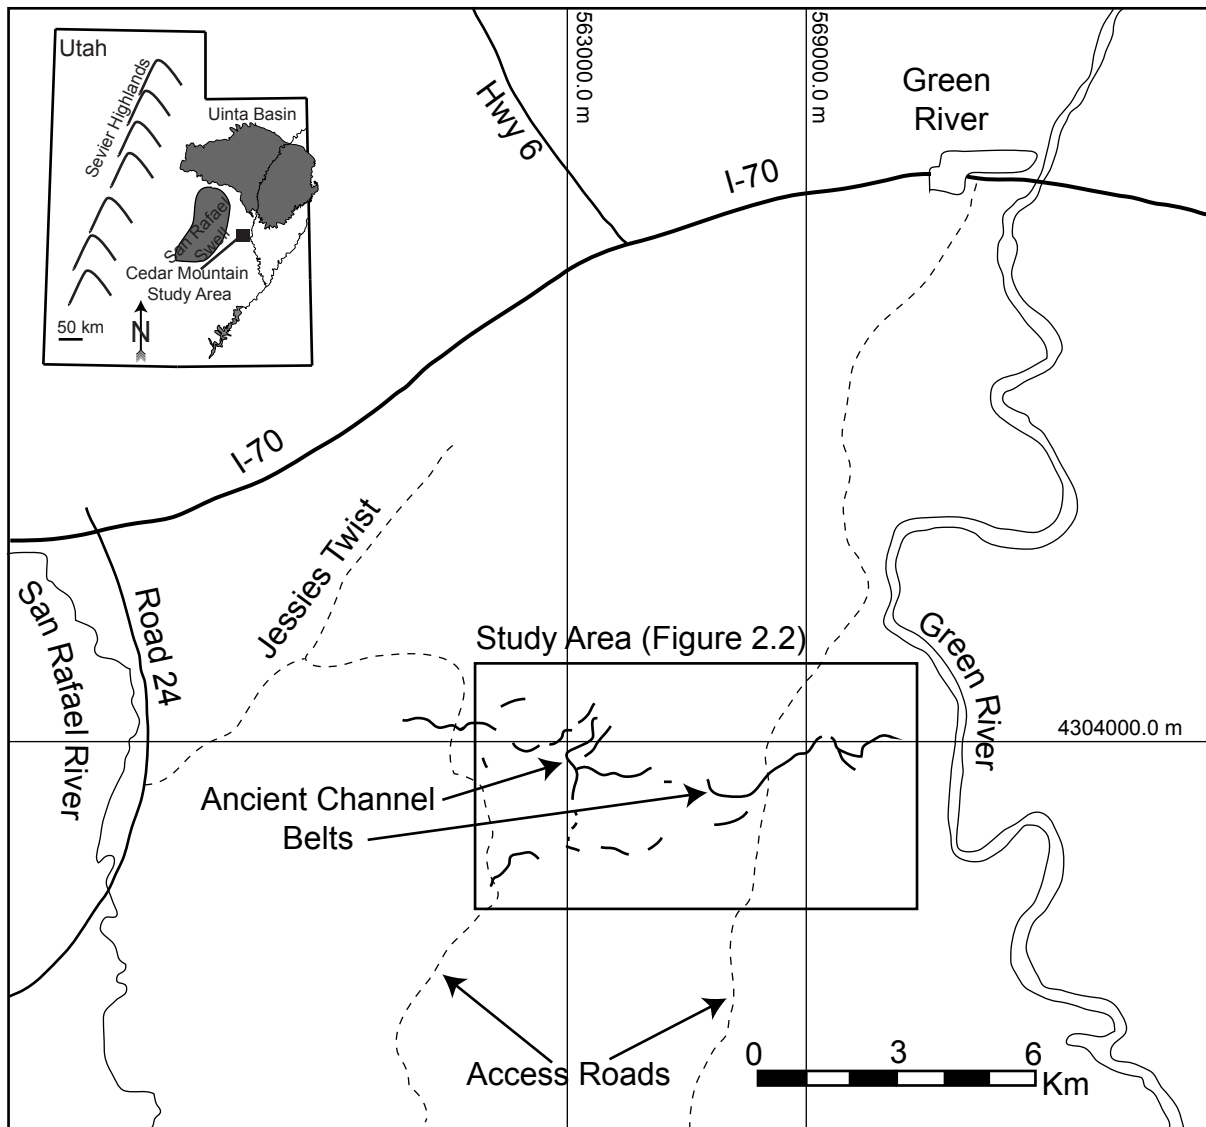 Utah
Sevier Highlands
Uinta Basin
San Rafael
Swell
Cedar Mountain
Study Area
50 km
N
Hwy 6
563000.0 m
569000.0 m
Green
River
I-70
I-70
Jessies Twist
Road 24
San Rafael River
Study Area (Figure 2.2)
Green River
4304000.0 m
Ancient Channel
Belts
Access Roads
0 3 6
Km